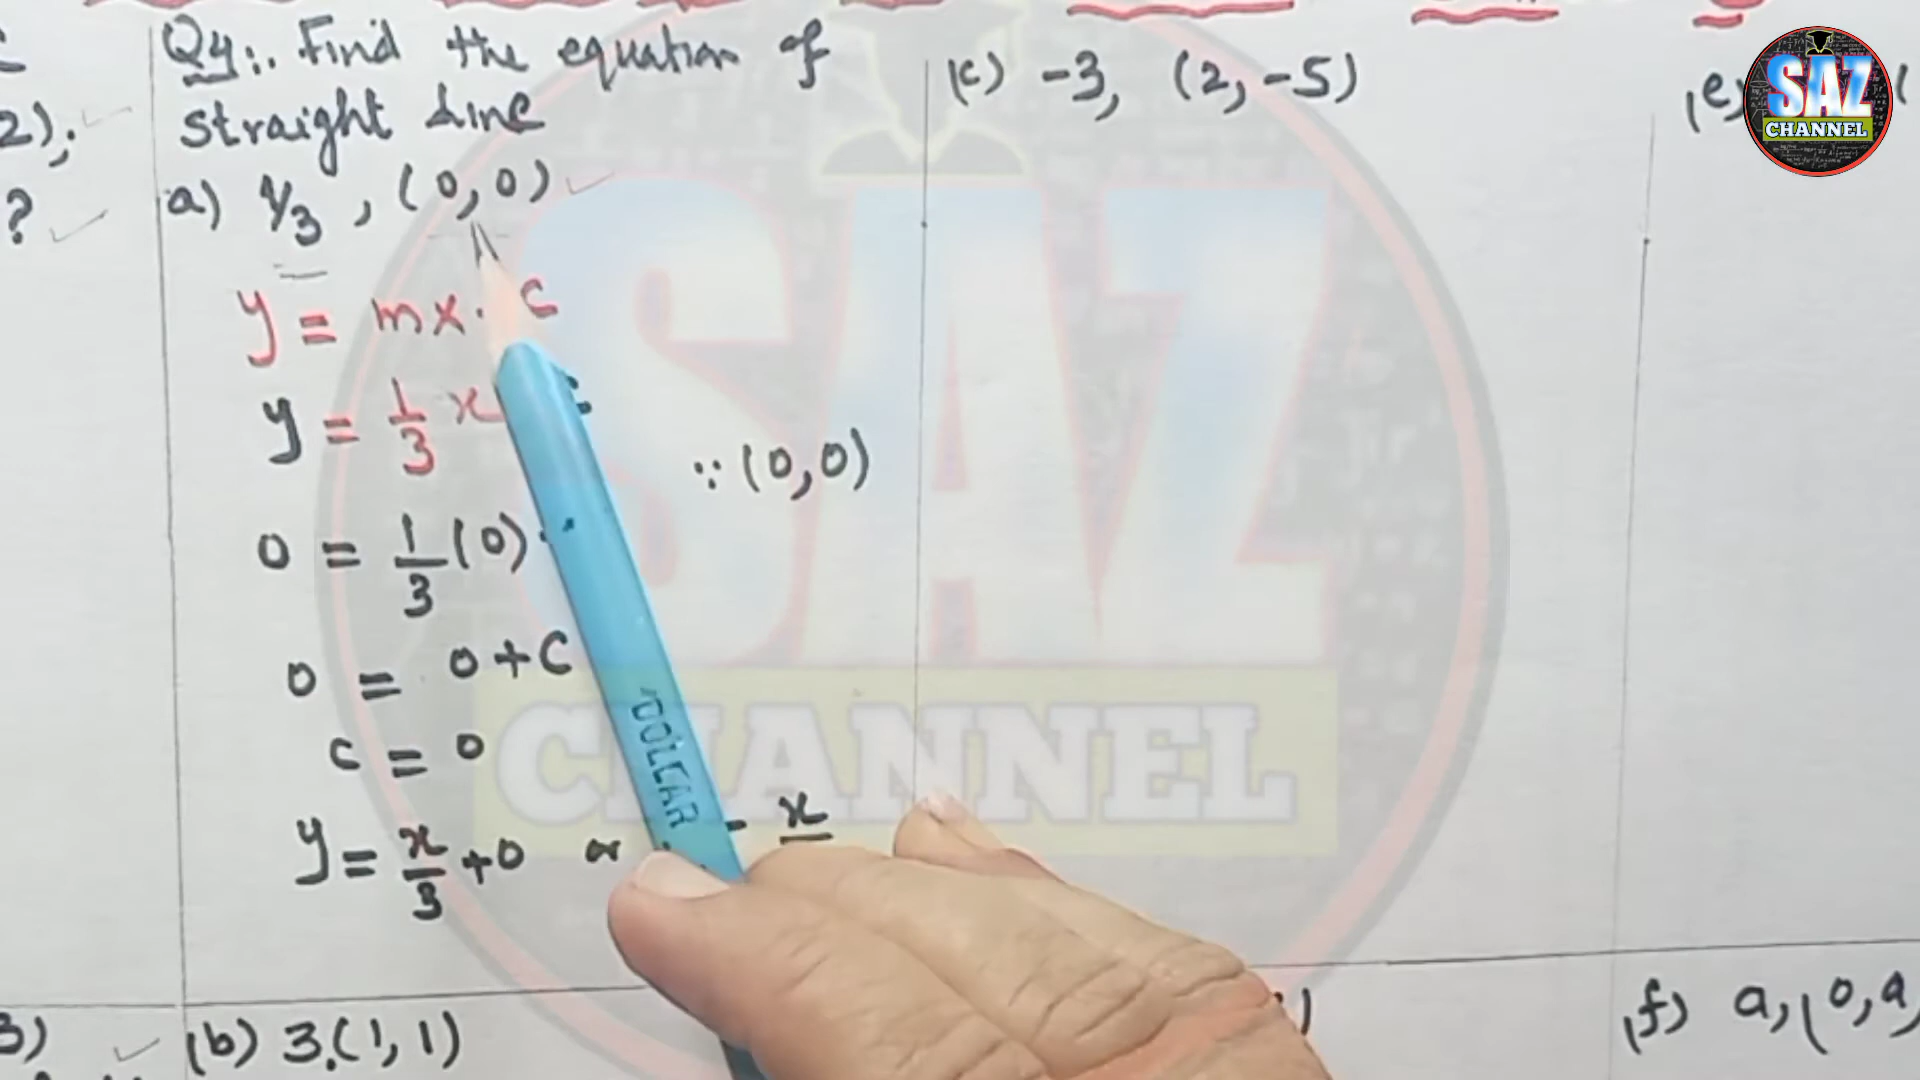 2);
?
Q4:. Find the equation of
straight Line
a) 1/3 , (0,0)
y = mx. c
y = 1/3 x
∵ (0,0)
0 = 1/3 (0)
0 = 0+C
c = 0
y = x/3 +0 or = x
3)
(b) 3.(1, 1)
(c) -3, (2, -5)
(e)
(f) a, (0, a,
DOLLAR
SAZ
CHANNEL
SAZ
CHANNEL